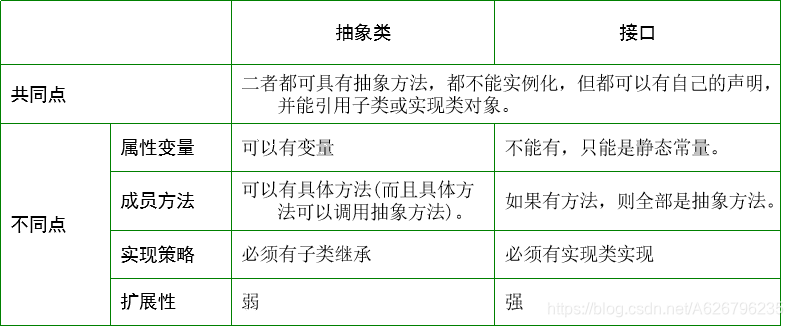 抽象类 接口
共同点 二者都可具有抽象方法，都不能实例化，但都可以有自己的声明，
并能引用子类或实现类对象。
不同点
属性变量 可以有变量 不能有，只能是静态常量。
成员方法 可以有具体方法(而且具体方
法可以调用抽象方法)。 如果有方法，则全部是抽象方法。
实现策略 必须有子类继承 必须有实现类实现
扩展性 弱 强
https://blog.csdn.net/A626796235